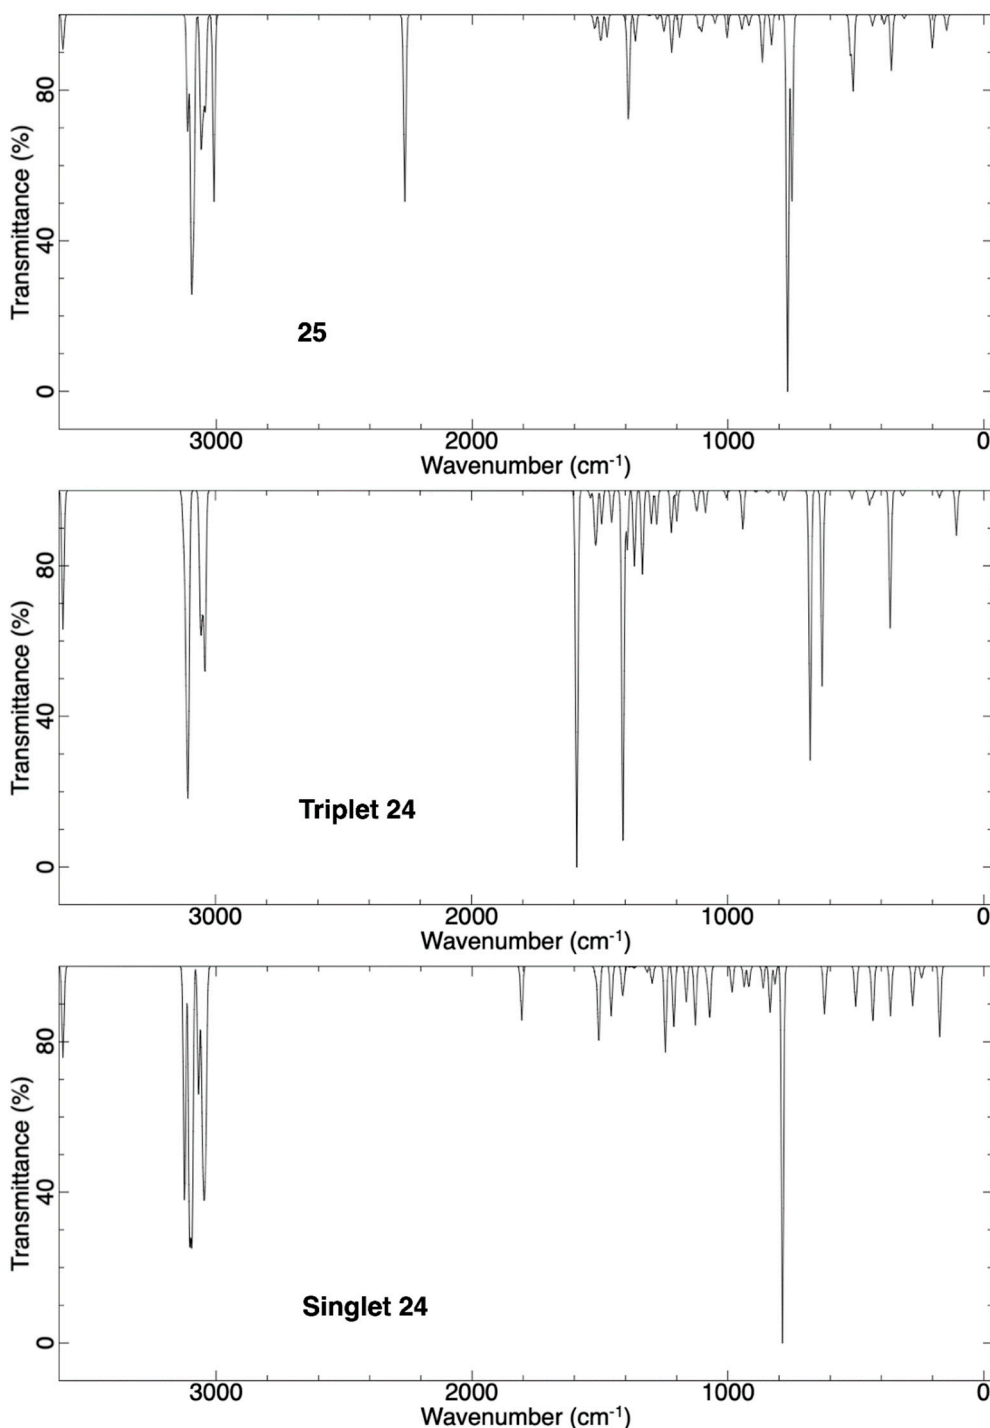 80
40
0
Transmittance (%)
25
3000 2000 1000 0
Wavenumber (cm-1)
80
40
0
Transmittance (%)
Triplet 24
3000 2000 1000 0
Wavenumber (cm-1)
80
40
0
Transmittance (%)
Singlet 24
3000 2000 1000 0
Wavenumber (cm-1)